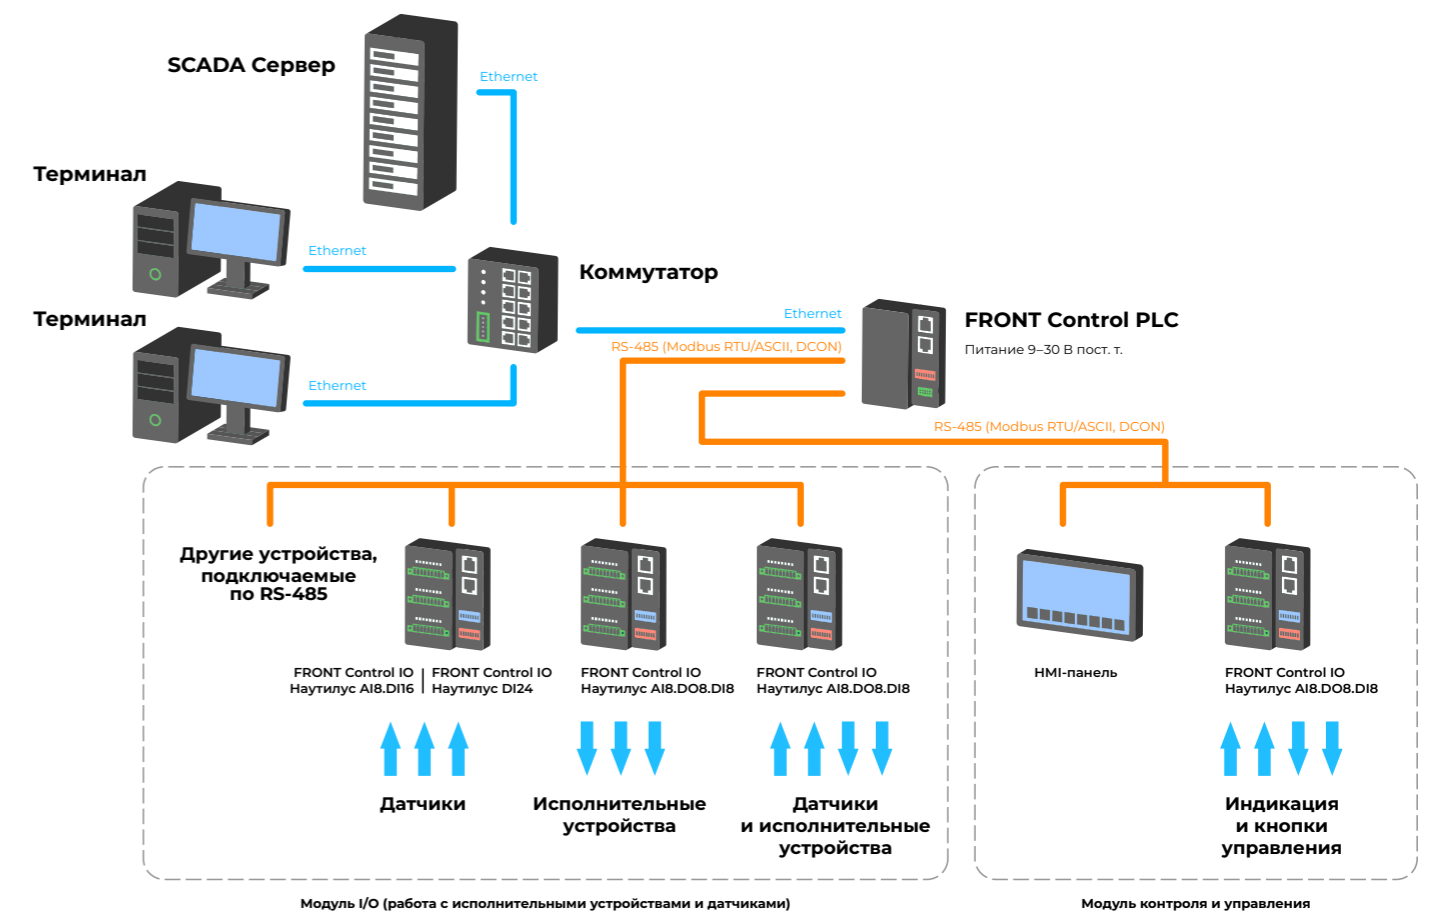 SCADA Сервер
Ethernet
Терминал
Ethernet
Коммутатор
Терминал
Ethernet
Ethernet
FRONT Control PLC
Питание 9–30 В пост. т.
RS-485 (Modbus RTU/ASCII, DCON)
RS-485 (Modbus RTU/ASCII, DCON)
Другие устройства,
подключаемые
по RS-485
FRONT Control IO
Наутилус AI8.DI16
FRONT Control IO
Наутилус DI24
FRONT Control IO
Наутилус AI8.DO8.DI8
FRONT Control IO
Наутилус AI8.DO8.DI8
HMI-панель
FRONT Control IO
Наутилус AI8.DO8.DI8
Датчики
Исполнительные
устройства
Датчики
и исполнительные
устройства
Индикация
и кнопки
управления
Модуль I/O (работа с исполнительными устройствами и датчиками)
Модуль контроля и управления